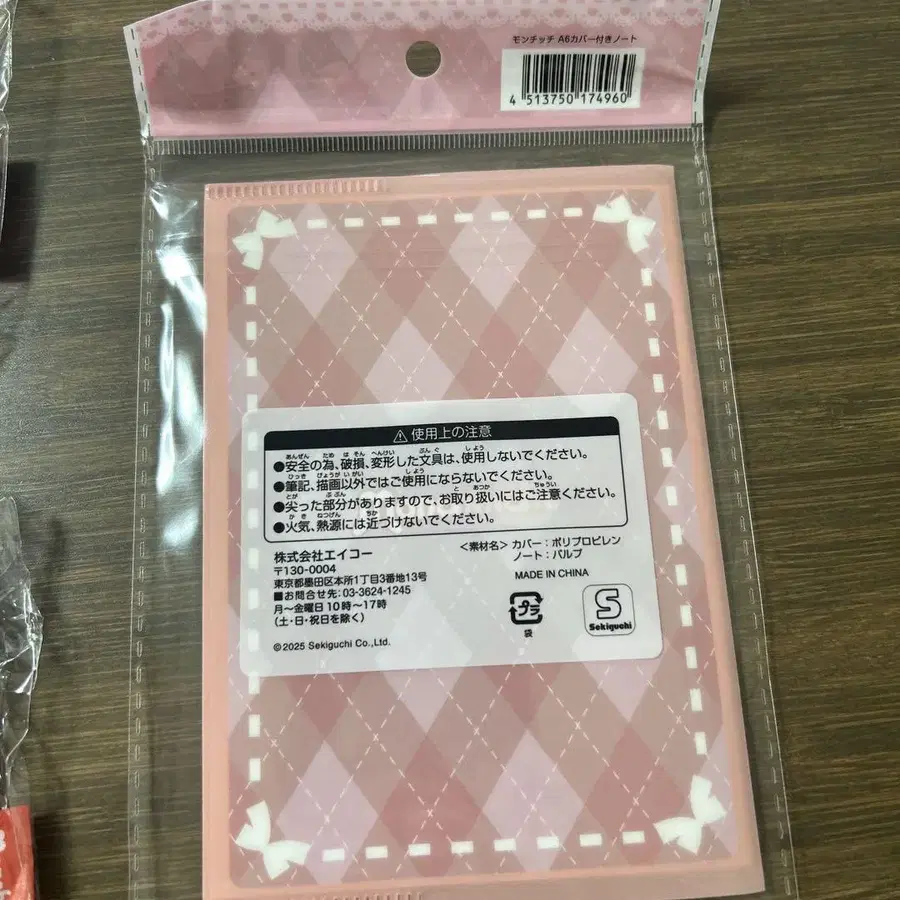 モンチッチ A6カバー付きノート
4 513750 174960
⚠使用上の注意
●安全の為、破損、変形した文具は、使用しないでください。
●筆記、描画以外ではご使用にならないでください。
●尖った部分がありますので、お取り扱いにはご注意ください。
●火気、熱源には近づけないでください。
株式会社エイコー
〒130-0004
東京都墨田区本所1丁目3番地13号
■お問合せ先:03-3624-1245
月～金曜日10時～17時
(土・日・祝日を除く)
©2025 Sekiguchi Co.,Ltd.
<素材名> カバー:ポリプロピレン
ノート:パルプ
MADE IN CHINA
プラ
袋
S
Sekiguchi